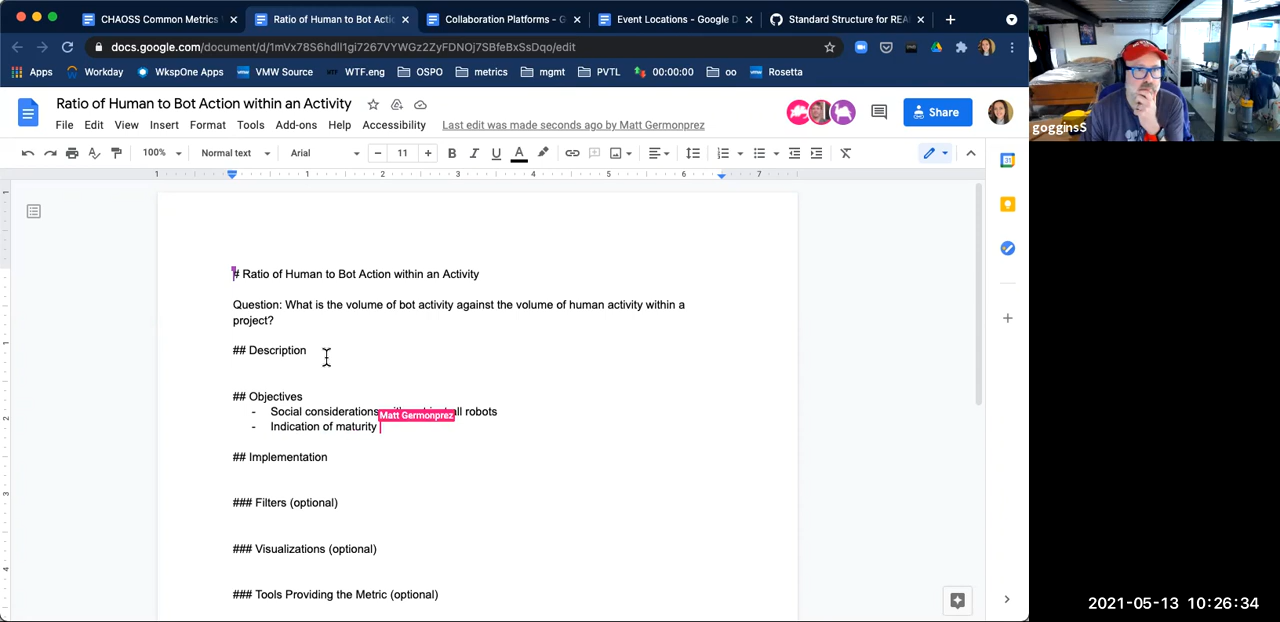 CHAOSS Common Metrics
Ratio of Human to Bot Actio
Collaboration Platforms - G
Event Locations - Google D
Standard Structure for REA
docs.google.com/document/d/1mVx78S6hdlI1gi7267VYWGz2ZyFDNOj7SBfeBxSsDqo/edit
Apps
Workday
WkspOne Apps
VMW Source
WTF.eng
OSPO
metrics
mgmt
PVTL
00:00:00
oo
Rosetta
Ratio of Human to Bot Action within an Activity
File Edit View Insert Format Tools Add-ons Help Accessibility
Last edit was made seconds ago by Matt Germonprez
Share
100%
Normal text
Arial
11
# Ratio of Human to Bot Action within an Activity
Question: What is the volume of bot activity against the volume of human activity within a
project?
## Description
## Objectives
- Social considerations
all robots
Matt Germonprez
- Indication of maturity
## Implementation
### Filters (optional)
### Visualizations (optional)
### Tools Providing the Metric (optional)
gogginsS
2021-05-13 10:26:34